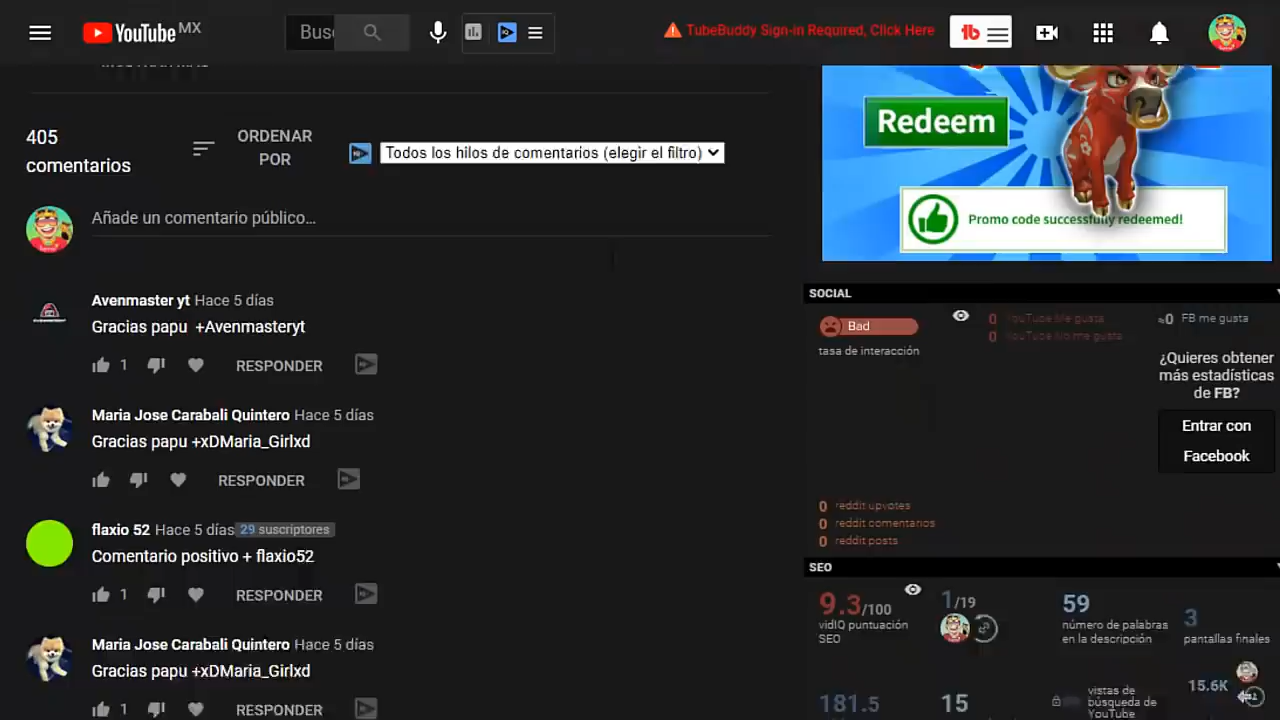 YouTube MX
Bus
TubeBuddy Sign-in Required, Click Here
405
comentarios
ORDENAR
POR
Todos los hilos de comentarios (elegir el filtro)
Añade un comentario público...
Avenmaster yt Hace 5 días
Gracias papu +Avenmasteryt
1 RESPONDER
Maria Jose Carabali Quintero Hace 5 días
Gracias papu +xDMaria_Girlxd
RESPONDER
flaxio 52 Hace 5 días 29 suscriptores
Comentario positivo + flaxio52
1 RESPONDER
Maria Jose Carabali Quintero Hace 5 días
Gracias papu +xDMaria_Girlxd
1 RESPONDER
Redeem
Promo code successfully redeemed!
SOCIAL
Bad
tasa de interacción
0 YouTube Me gusta
0 YouTube No me gusta
≈0 FB me gusta
¿Quieres obtener
más estadísticas
de FB?
Entrar con
Facebook
0 reddit upvotes
0 reddit comentarios
0 reddit posts
SEO
9.3/100
vidIQ puntuación
SEO
1/19
59
número de palabras
en la descripción
3
pantallas finales
181.5
15
vistas de
búsqueda de
YouTube
15.6K